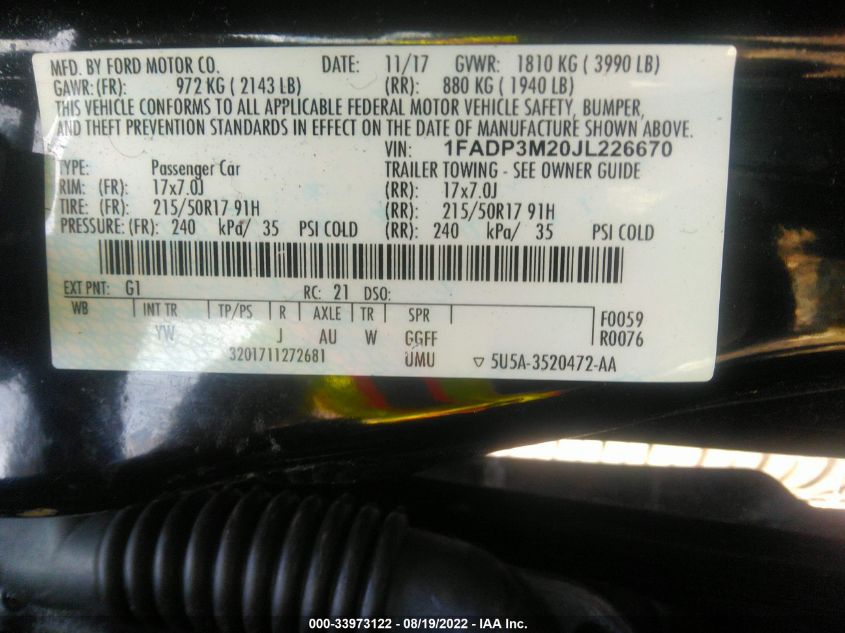 MFD. BY FORD MOTOR CO. DATE: 11/17 GVWR: 1810 KG ( 3990 LB)
GAWR: (FR): 972 KG ( 2143 LB) (RR): 880 KG ( 1940 LB)
THIS VEHICLE CONFORMS TO ALL APPLICABLE FEDERAL MOTOR VEHICLE SAFETY, BUMPER,
AND THEFT PREVENTION STANDARDS IN EFFECT ON THE DATE OF MANUFACTURE SHOWN ABOVE.
VIN: 1FADP3M20JL226670
TYPE: Passenger Car TRAILER TOWING - SEE OWNER GUIDE
RIM: (FR): 17x7.0J (RR): 17x7.0J
TIRE: (FR): 215/50R17 91H (RR): 215/50R17 91H
PRESSURE: (FR): 240 kPa/ 35 PSI COLD (RR): 240 kPa/ 35 PSI COLD
EXT PNT: G1 RC: 21 DSO:
WB INT TR TP/PS R AXLE TR SPR F0059
YW J AU W GGFF R0076
3201711272681 UMU ▽ 5U5A-3520472-AA
000-33973122 - 08/19/2022 - IAA Inc.